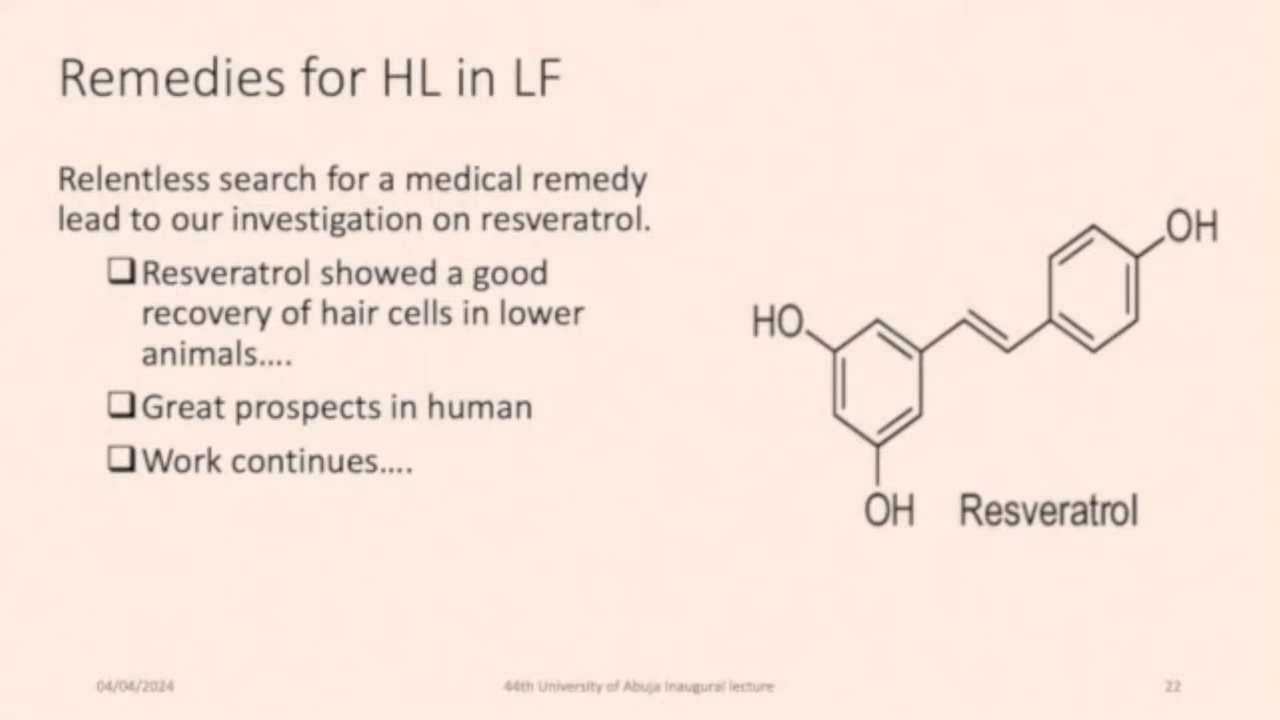 Remedies for HL in LF
Relentless search for a medical remedy
lead to our investigation on resveratrol.
Resveratrol showed a good
recovery of hair cells in lower
animals....
Great prospects in human
Work continues....
OH
HO
OH
Resveratrol
04/04/2024
44th University of Abuja Inaugural lecture
22